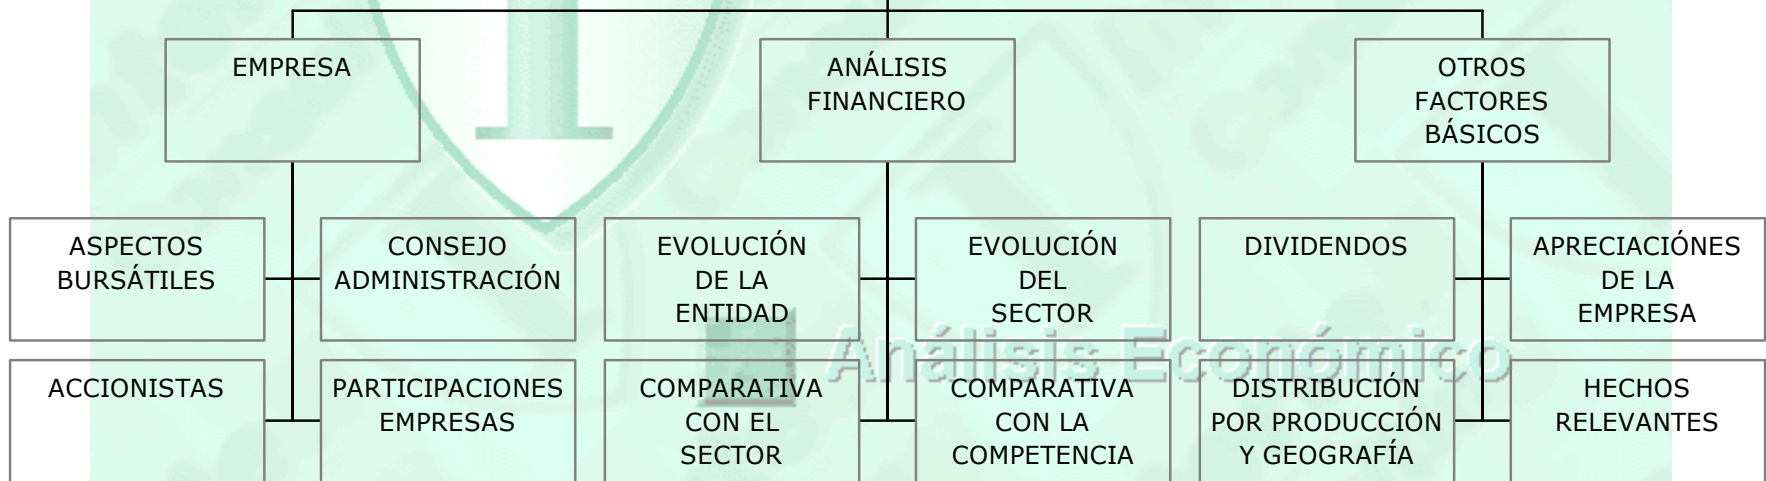 EMPRESA
ANÁLISIS
FINANCIERO
OTROS
FACTORES
BÁSICOS
ASPECTOS
BURSÁTILES
CONSEJO
ADMINISTRACIÓN
EVOLUCIÓN
DE LA
ENTIDAD
EVOLUCIÓN
DEL
SECTOR
DIVIDENDOS
APRECIACIÓNES
DE LA
EMPRESA
Análisis Económico
ACCIONISTAS
PARTICIPACIONES
EMPRESAS
COMPARATIVA
CON EL
SECTOR
COMPARATIVA
CON LA
COMPETENCIA
DISTRIBUCIÓN
POR PRODUCCIÓN
Y GEOGRAFÍA
HECHOS
RELEVANTES